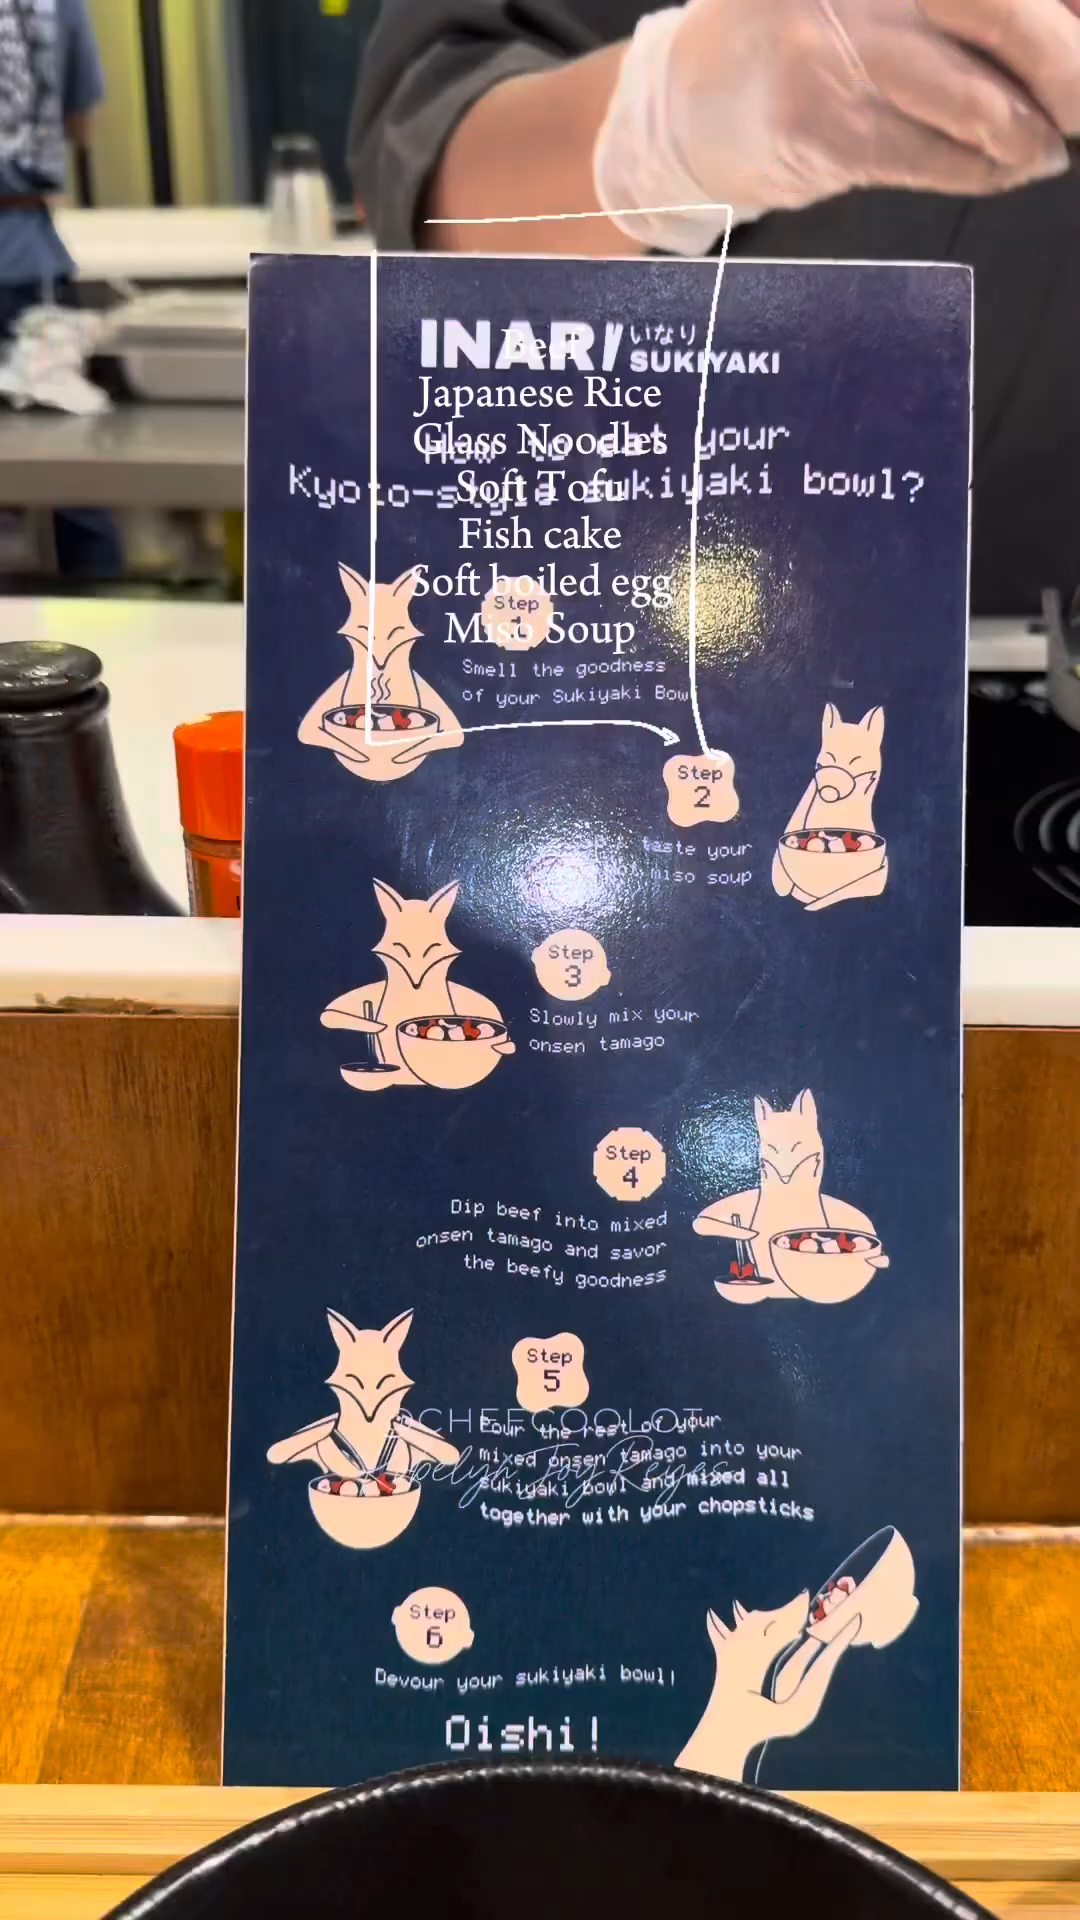 INARI いなり
SUKIYAKI
Beef
Japanese Rice
Glass Noodles
Soft Tofu
Fish cake
Soft boiled egg
Miso Soup
How to eat your
Kyoto-style sukiyaki bowl?
Step
1
Smell the goodness
of your Sukiyaki Bowl
Step
2
taste your
miso soup
Step
3
Slowly mix your
onsen tamago
Step
4
Dip beef into mixed
onsen tamago and savor
the beefy goodness
Step
5
@CHEFCOOLOT
Joy Reyes
Pour the rest of your
mixed onsen tamago into your
sukiyaki bowl and mixed all
together with your chopsticks
Step
6
Devour your sukiyaki bowl!
Oishi!